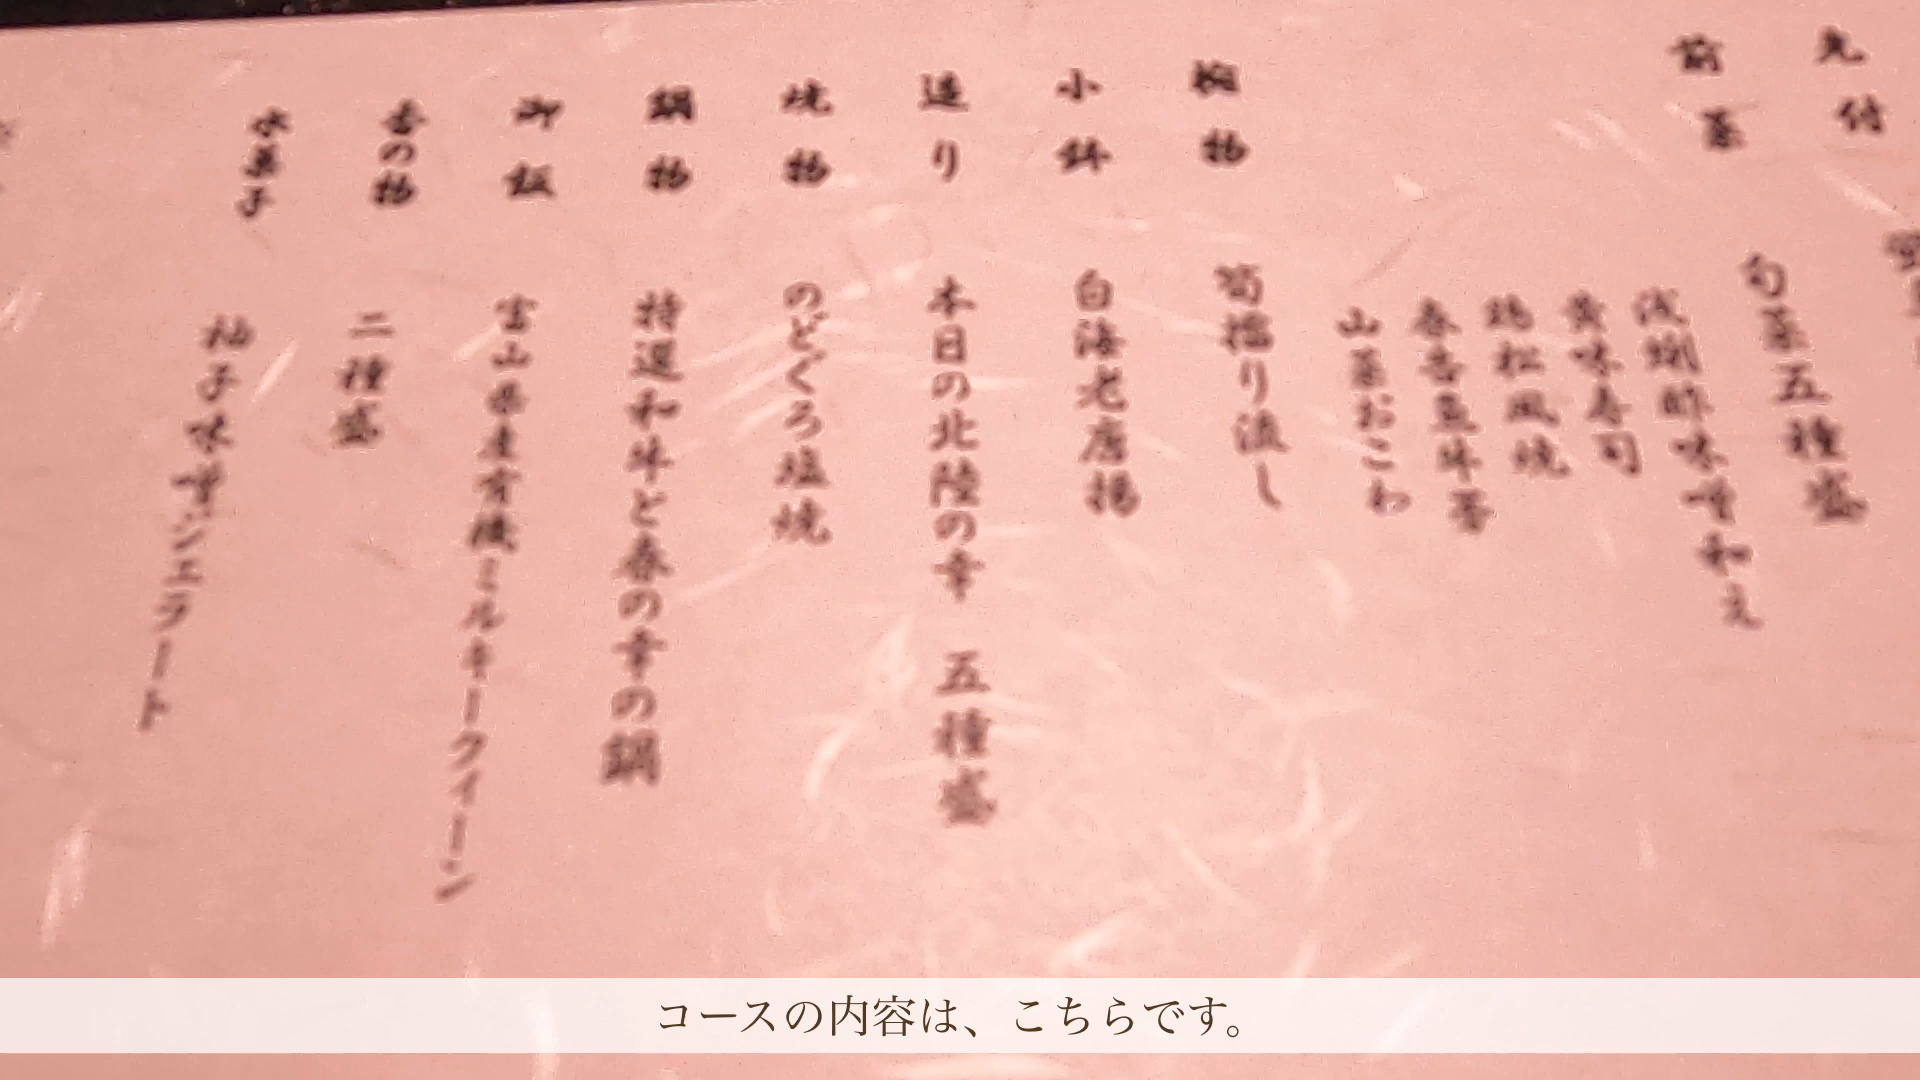 先付
前菜 旬菜五種盛
浅蜊酢味噌和え
黄味寿司
鶏松風焼
春告魚牛蒡
山菜おこわ
椀物 筍擂り流し
小鉢 白海老唐揚
造り 本日の北陸の幸 五種盛
焼物 のどぐろ塩焼
鍋物 特選和牛と春の幸の鍋
御飯 富山県産有機ミルキークィーン
香の物 二種盛
水菓子 柚子味噌ジェラート
コースの内容は、こちらです。